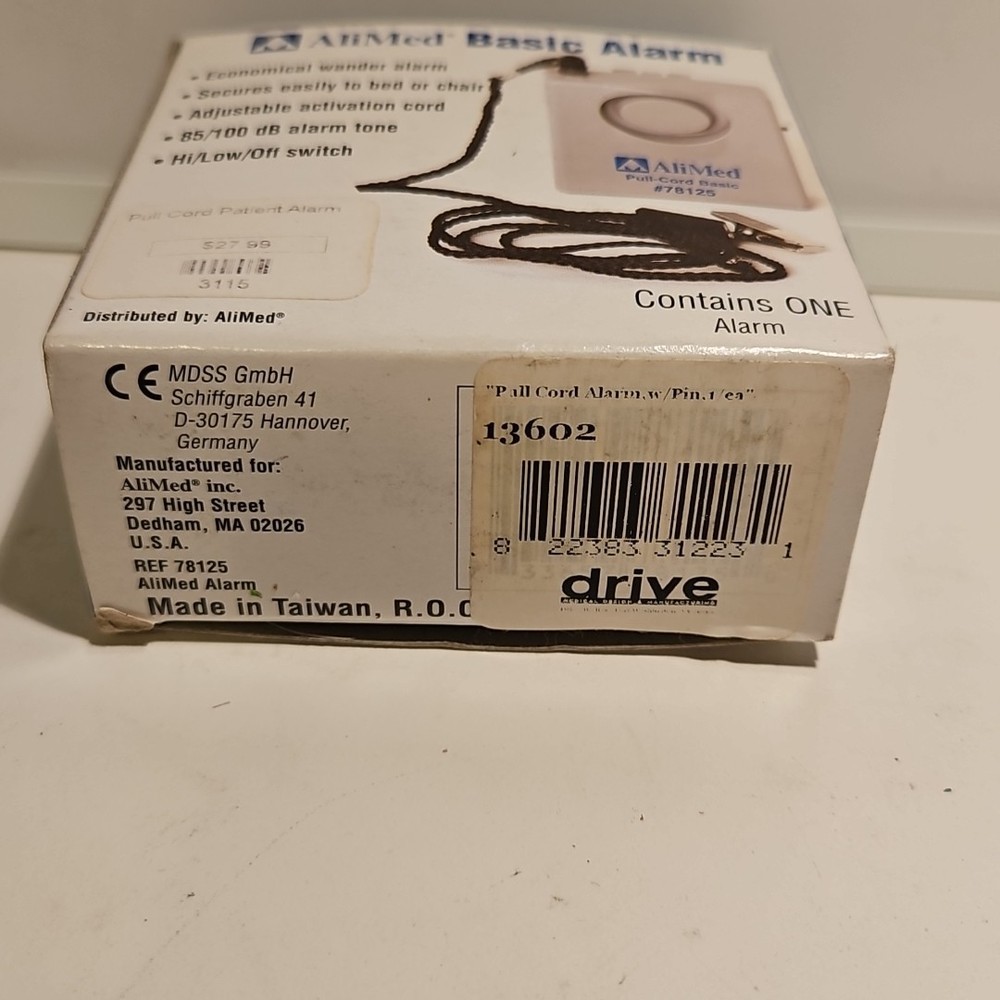 AliMed® Basic Alarm
• Economical wander alarm
• Secures easily to bed or chair
• Adjustable activation cord
• 85/100 dB alarm tone
• Hi/Low/Off switch
AliMed
Pull-Cord Basic
#78125
Pull Cord Patient Alarm
$27.99
3115
Distributed by: AliMed®
Contains ONE
Alarm
CE MDSS GmbH
Schiffgraben 41
D-30175 Hannover,
Germany
Manufactured for:
AliMed® inc.
297 High Street
Dedham, MA 02026
U.S.A.
REF 78125
AliMed Alarm
Made in Taiwan, R.O.C
"Pull Cord Alarm,w/Pin,1/ea"
13602
8 22383 31223 1
drive
MEDICAL DESIGN & MANUFACTURING